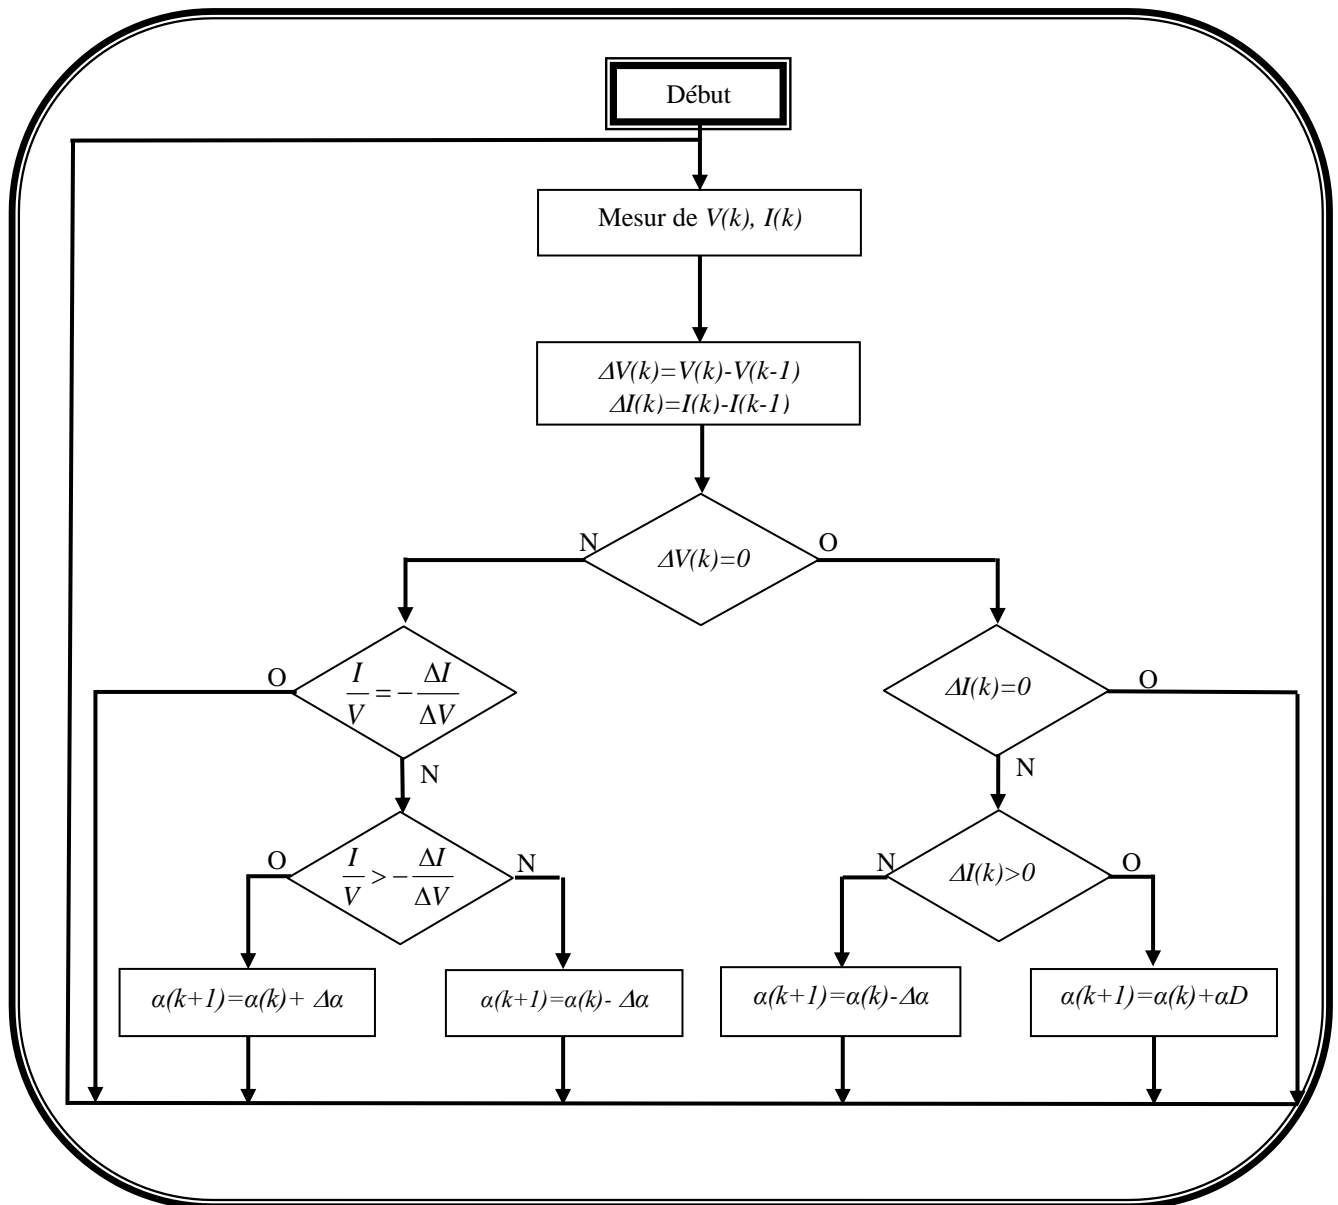 Début
Mesur de V(k), I(k)
ΔV(k)=V(k)-V(k-1)
ΔI(k)=I(k)-I(k-1)
N
O
ΔV(k)=0
O
I/V = - ΔI/ΔV
N
ΔI(k)=0
O
N
O
I/V > - ΔI/ΔV
N
N
ΔI(k)>0
O
α(k+1)=α(k)+ Δα
α(k+1)=α(k)- Δα
α(k+1)=α(k)-Δα
α(k+1)=α(k)+αD